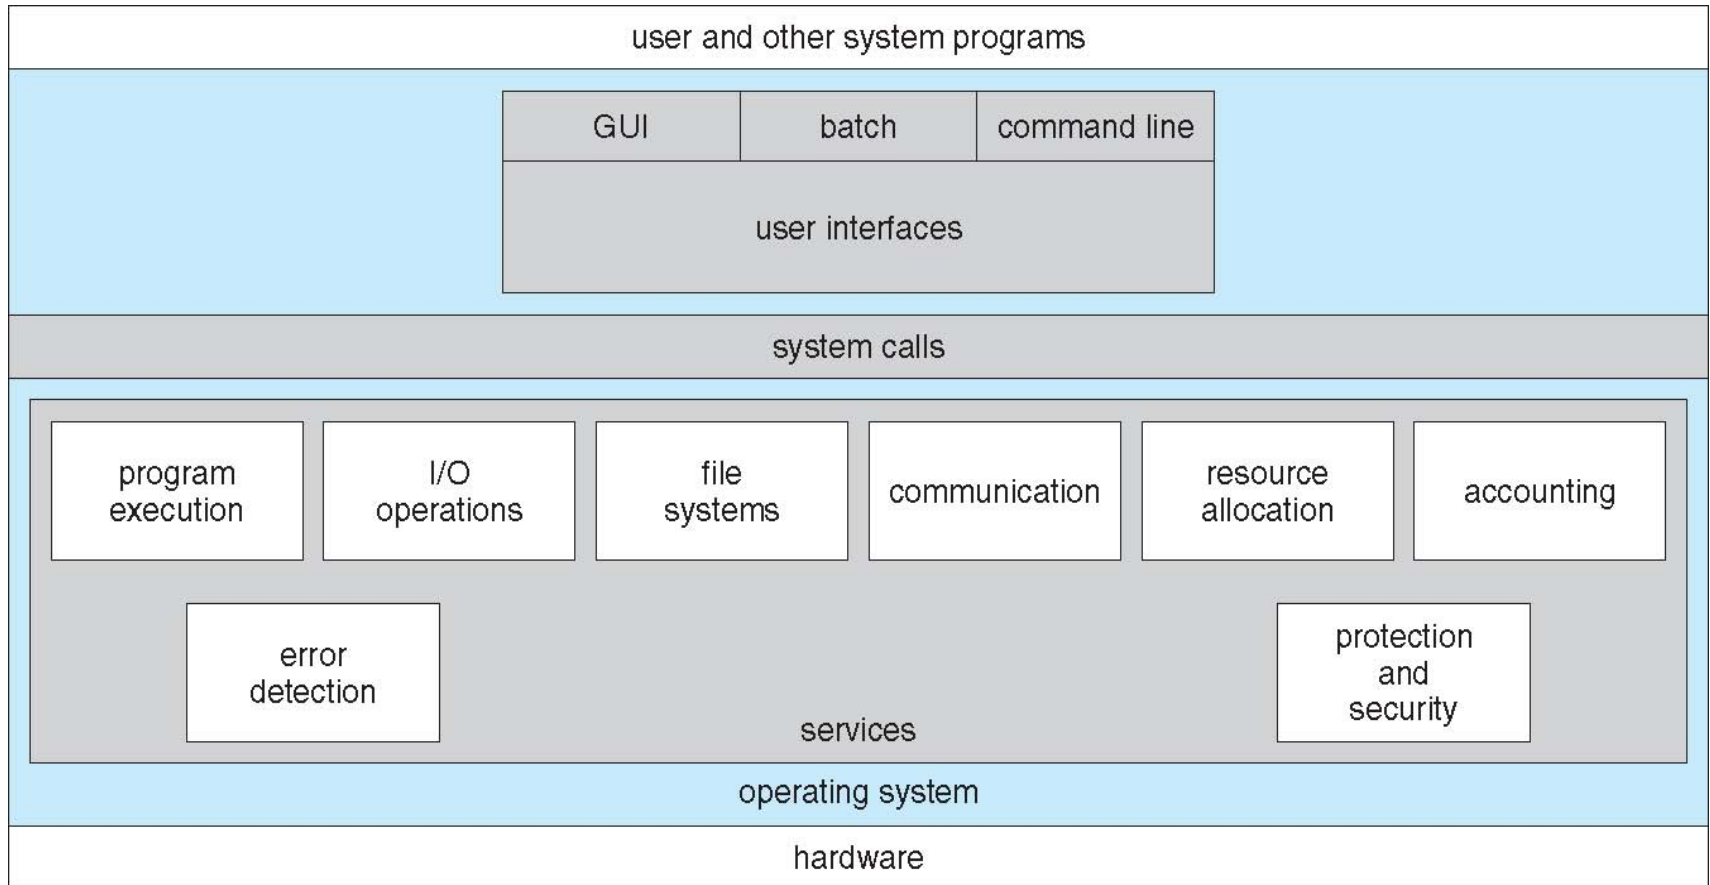 user and other system programs
GUI
batch
command line
user interfaces
system calls
program
execution
I/O
operations
file
systems
communication
resource
allocation
accounting
error
detection
protection
and
security
services
operating system
hardware